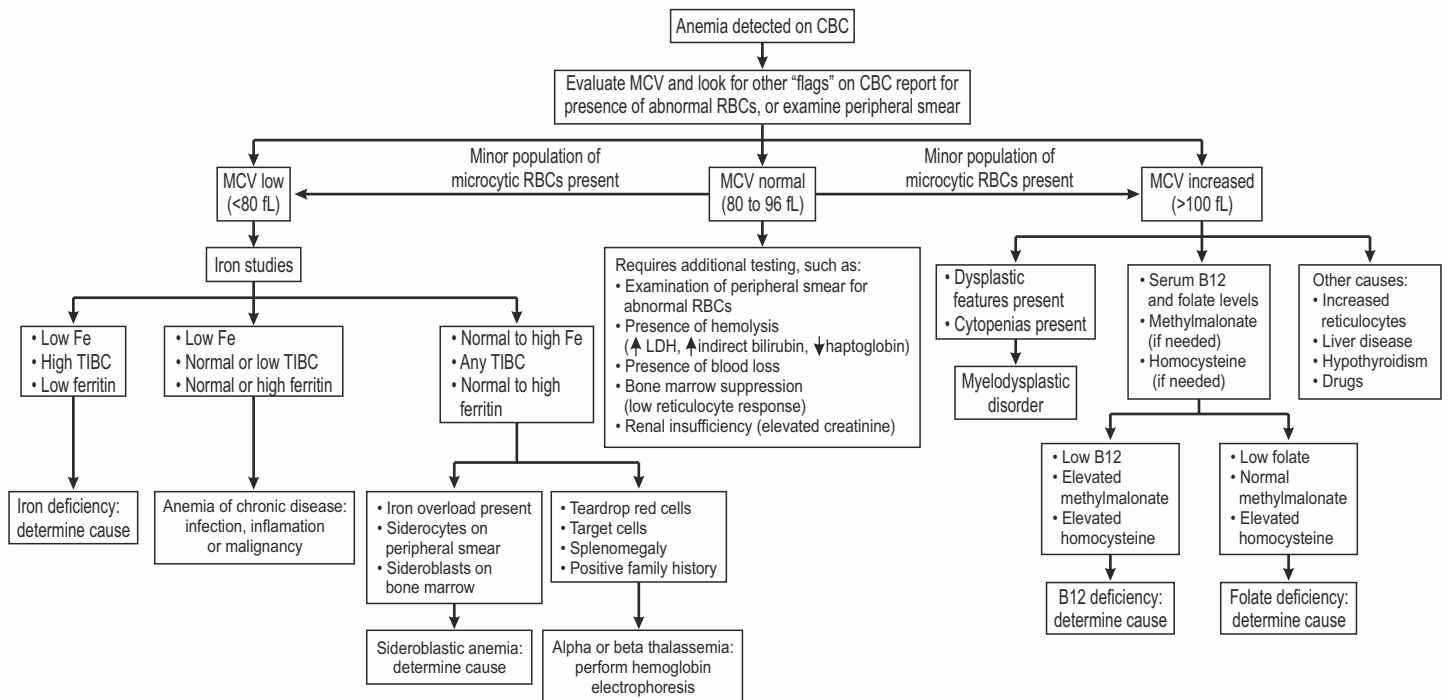 Anemia detected on CBC
Evaluate MCV and look for other “flags” on CBC report for
presence of abnormal RBCs, or examine peripheral smear
Minor population of
microcytic RBCs present
Minor population of
microcytic RBCs present
MCV low
(<80 fL)
MCV normal
(80 to 96 fL)
MCV increased
(>100 fL)
Iron studies
• Low Fe
• High TIBC
• Low ferritin
• Low Fe
• Normal or low TIBC
• Normal or high ferritin
• Normal to high Fe
• Any TIBC
• Normal to high
ferritin
Requires additional testing, such as:
• Examination of peripheral smear for
abnormal RBCs
• Presence of hemolysis
(↑ LDH, ↑indirect bilirubin, ↓haptoglobin)
• Presence of blood loss
• Bone marrow suppression
(low reticulocyte response)
• Renal insufficiency (elevated creatinine)
• Dysplastic
features present
• Cytopenias present
• Serum B12
and folate levels
• Methylmalonate
(if needed)
• Homocysteine
(if needed)
Other causes:
• Increased
reticulocytes
• Liver disease
• Hypothyroidism
• Drugs
Myelodysplastic
disorder
• Low B12
• Elevated
methylmalonate
• Elevated
homocysteine
• Low folate
• Normal
methylmalonate
• Elevated
homocysteine
Iron deficiency:
determine cause
Anemia of chronic disease:
infection, inflamation
or malignancy
• Iron overload present
• Siderocytes on
peripheral smear
• Sideroblasts on
bone marrow
• Teardrop red cells
• Target cells
• Splenomegaly
• Positive family history
B12 deficiency:
determine cause
Folate deficiency:
determine cause
Sideroblastic anemia:
determine cause
Alpha or beta thalassemia:
perform hemoglobin
electrophoresis